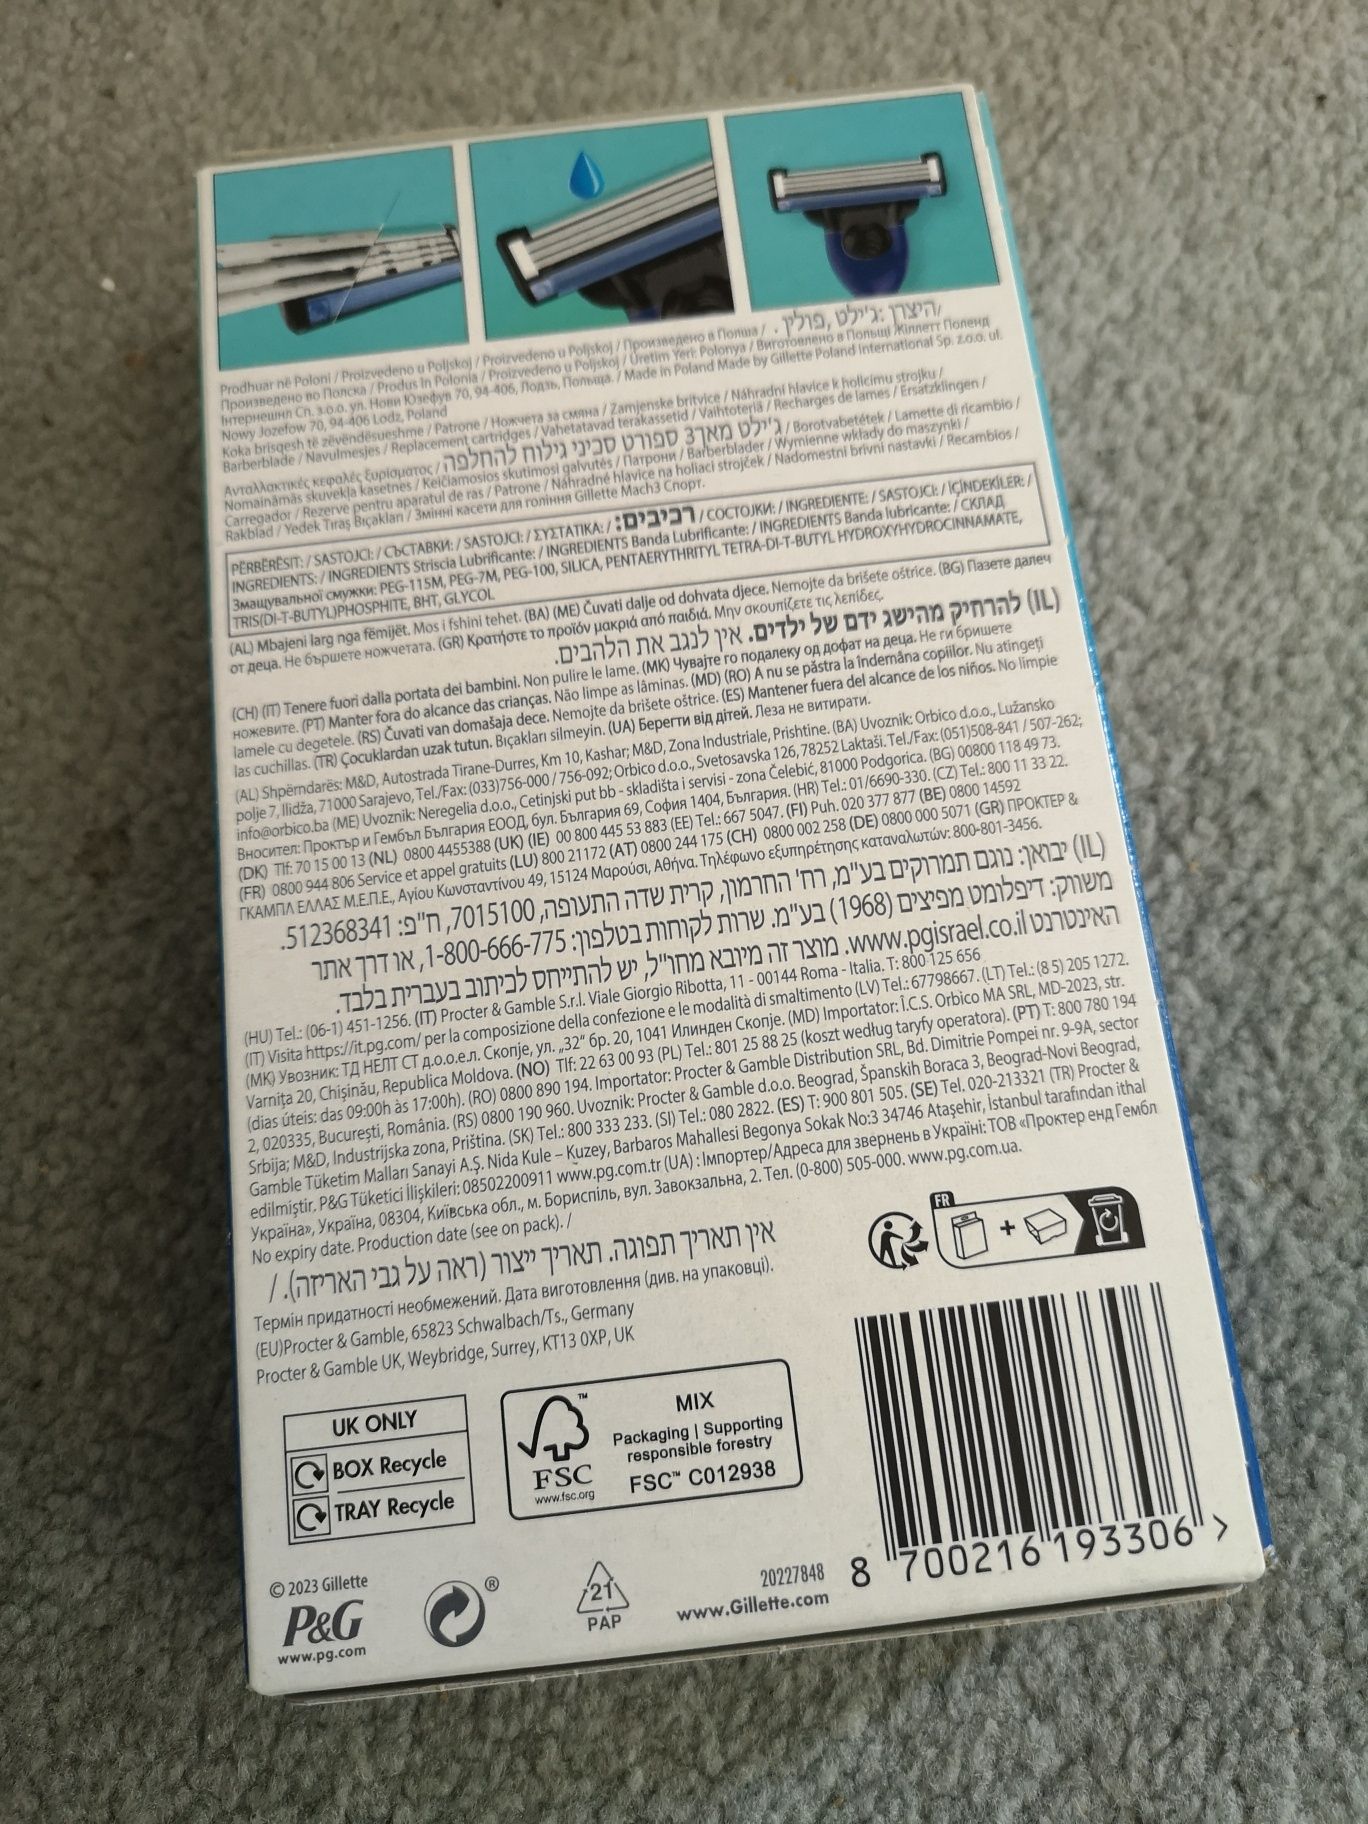 היצרן: ג'ילט, פולין. /
Prodhuar në Poloni / Proizvedeno u Poljskoj / Proizvedeno u Poljskoj / Произведено в Полша /
Произведено во Полска / Produs în Polonia / Proizvedeno u Poljskoj / Üretim Yeri: Polonya / Виготовлено в Польщі Жіллетт Поленд
Інтернешнл Сп. з.о.о. ул. Нови Юзефув 70, 94-406, Лодзь, Польща. / Made in Poland Made by Gillette Poland International Sp. z.o.o. ul.
Nowy Jozefow 70, 94-406 Lodz, Poland
Koka brisqesh të zëvendësueshme / Patrone / Ножчета за смяна / Zamjenske britvice / Náhradní hlavice k holicímu strojku /
Barberblade / Navulmesjes / Replacement cartridges / Vahetatavad terakassetid / Vaihtoteriä / Recharges de lames / Ersatzklingen /
Ανταλλακτικές κεφαλές ξυρίσματος / ג'ילט מאך3 ספורט סכיני גילוח להחלפה / Borotvabetétek / Lamette di ricambio /
Nomaināmās skuvekļa kasetnes / Keičiamosios skutimosi galvutės / Патрони / Barberblader / Wymienne wkłady do maszynki /
Carregador / Rezerve pentru aparatul de ras / Patrone / Náhradné hlavice na holiaci strojček / Nadomestni brivni nastavki / Recambios /
Rakblad / Yedek Tıraş Bıçakları / Змінні касети для гоління Gillette Mach3 Спорт.
PËRBËRËSIT: / SASTOJCI: / СЪСТАВКИ: / SASTOJCI: / ΣΥΣΤΑΤΙΚΑ: / רכיבים: / СОСТОЈКИ: / INGREDIENTE: / SASTOJCI: / İÇİNDEKİLER: /
INGREDIENTS: / INGREDIENTS Striscia Lubrificante: / INGREDIENTS Banda Lubrificante: / INGREDIENTS Banda lubricante: / СКЛАД
Змащувальної смужки: PEG-115M, PEG-7M, PEG-100, SILICA, PENTAERYTHRITYL TETRA-DI-T-BUTYL HYDROXYHYDROCINNAMATE,
TRIS(DI-T-BUTYL)PHOSPHITE, BHT, GLYCOL
(AL) Mbajeni larg nga fëmijët. Mos i fshini tehet. (BA) (ME) Čuvati dalje od dohvata djece. Nemojte da brišete oštrice. (BG) Пазете далеч
от деца. Не бършете ножчетата. (GR) Κρατήστε το προϊόν μακριά από παιδιά. Μην σκουπίζετε τις λεπίδες.
(IL) להרחיק מהישג ידם של ילדים. אין לנגב את הלהבים.
(CH) (IT) Tenere fuori dalla portata dei bambini. Non pulire le lame. (MK) Чувајте го подалеку од дофат на деца. Не ги бришете
ножевите. (PT) Manter fora do alcance das crianças. Não limpe as lâminas. (MD) (RO) A nu se păstra la îndemâna copiilor. Nu atingeți
lamele cu degetele. (RS) Čuvati van domašaja dece. Nemojte da brišete oštrice. (ES) Mantener fuera del alcance de los niños. No limpie
las cuchillas. (TR) Çocuklardan uzak tutun. Bıçakları silmeyin. (UA) Берегти від дітей. Леза не витирати.
(AL) Shpërndarës: M&D, Autostrada Tirane-Durres, Km 10, Kashar; M&D, Zona Industriale, Prishtine. (BA) Uvoznik: Orbico d.o.o., Lužansko
polje 7, Ilidža, 71000 Sarajevo, Tel./Fax: (033)756-000 / 756-092; Orbico d.o.o., Svetosavska 126, 78252 Laktaši. Tel./Fax: (051)508-841 / 507-262;
info@orbico.ba (ME) Uvoznik: Neregelia d.o.o., Cetinjski put bb - skladišta i servisi - zona Čelebić, 81000 Podgorica. (BG) 00800 118 49 73.
Вносител: Проктър и Гембъл България ЕООД, бул. България 69, София 1404, България. (HR) Tel.: 01/6690-330. (CZ) Tel.: 800 11 33 22.
(DK) Tlf: 70 15 00 13 (NL) 0800 4455388 (UK) (IE) 00 800 445 53 883 (EE) Tel.: 667 5047. (FI) Puh. 020 377 877 (BE) 0800 14592
(FR) 0800 944 806 Service et appel gratuits (LU) 800 21172 (AT) 0800 244 175 (CH) 0800 002 258 (DE) 0800 000 5071 (GR) ΠΡΟΚΤΕΡ &
ΓΚΑΜΠΛ ΕΛΛΑΣ Μ.Ε.Π.Ε., Αγίου Κωνσταντίνου 49, 15124 Μαρούσι, Αθήνα. Τηλέφωνο εξυπηρέτησης καταναλωτών: 800-801-3456.
(IL) יבואן: נוגם תמרוקים בע"מ, רח' החרמון, קרית שדה התעופה, 7015100, ח"פ: 512368341.
משווק: דיפלומט מפיצים (1968) בע"מ. שרות לקוחות בטלפון: 1-800-666-775, או דרך אתר
האינטרנט www.pgisrael.co.il. מוצר זה מיובא מחו"ל, יש להתייחס לכיתוב בעברית בלבד.
(HU) Tel.: (06-1) 451-1256. (IT) Procter & Gamble S.r.l. Viale Giorgio Ribotta, 11 - 00144 Roma - Italia. T: 800 125 656
(IT) Visita https://it.pg.com/ per la composizione della confezione e le modalità di smaltimento (LV) Tel.: 67798667. (LT) Tel.: (8 5) 205 1272.
(MK) Увозник: ТД НЕЛТ СТ д.о.о.е.л. Скопје, ул. „32“ бр. 20, 1041 Илинден Скопје. (MD) Importator: Î.C.S. Orbico MA SRL, MD-2023, str.
Varnița 20, Chișinău, Republica Moldova. (NO) Tlf: 22 63 00 93 (PL) Tel.: 801 25 88 25 (koszt według taryfy operatora). (PT) T: 800 780 194
(dias úteis: das 09:00h às 17:00h). (RO) 0800 890 194. Importator: Procter & Gamble Distribution SRL, Bd. Dimitrie Pompei nr. 9-9A, sector
2, 020335, București, România. (RS) 0800 190 960. Uvoznik: Procter & Gamble d.o.o. Beograd, Španskih Boraca 3, Beograd-Novi Beograd,
Srbija; M&D, Industrijska zona, Priština. (SK) Tel.: 800 333 233. (SI) Tel.: 080 2822. (ES) T: 900 801 505. (SE) Tel. 020-213321 (TR) Procter &
Gamble Tüketim Malları Sanayi A.Ş. Nida Kule – Kuzey, Barbaros Mahallesi Begonya Sokak No:3 34746 Ataşehir, İstanbul tarafından ithal
edilmiştir. P&G Tüketici İlişkileri: 08502200911 www.pg.com.tr (UA) : Імпортер/Адреса для звернень в Україні: ТОВ «Проктер енд Гембл
Україна», Україна, 08304, Київська обл., м. Бориспіль, вул. Завокзальна, 2. Тел. (0-800) 505-000. www.pg.com.ua.
No expiry date. Production date (see on pack). /
אין תאריך תפוגה. תאריך ייצור (ראה על גבי האריזה). /
Термін придатності необмежений. Дата виготовлення (див. на упаковці).
(EU)Procter & Gamble, 65823 Schwalbach/Ts., Germany
Procter & Gamble UK, Weybridge, Surrey, KT13 0XP, UK
FR
+
UK ONLY
BOX Recycle
TRAY Recycle
FSC™
www.fsc.org
MIX
Packaging | Supporting
responsible forestry
FSC™ C012938
8 700216 193306 >
© 2023 Gillette
P&G
www.pg.com
®
21
PAP
20227848
www.Gillette.com